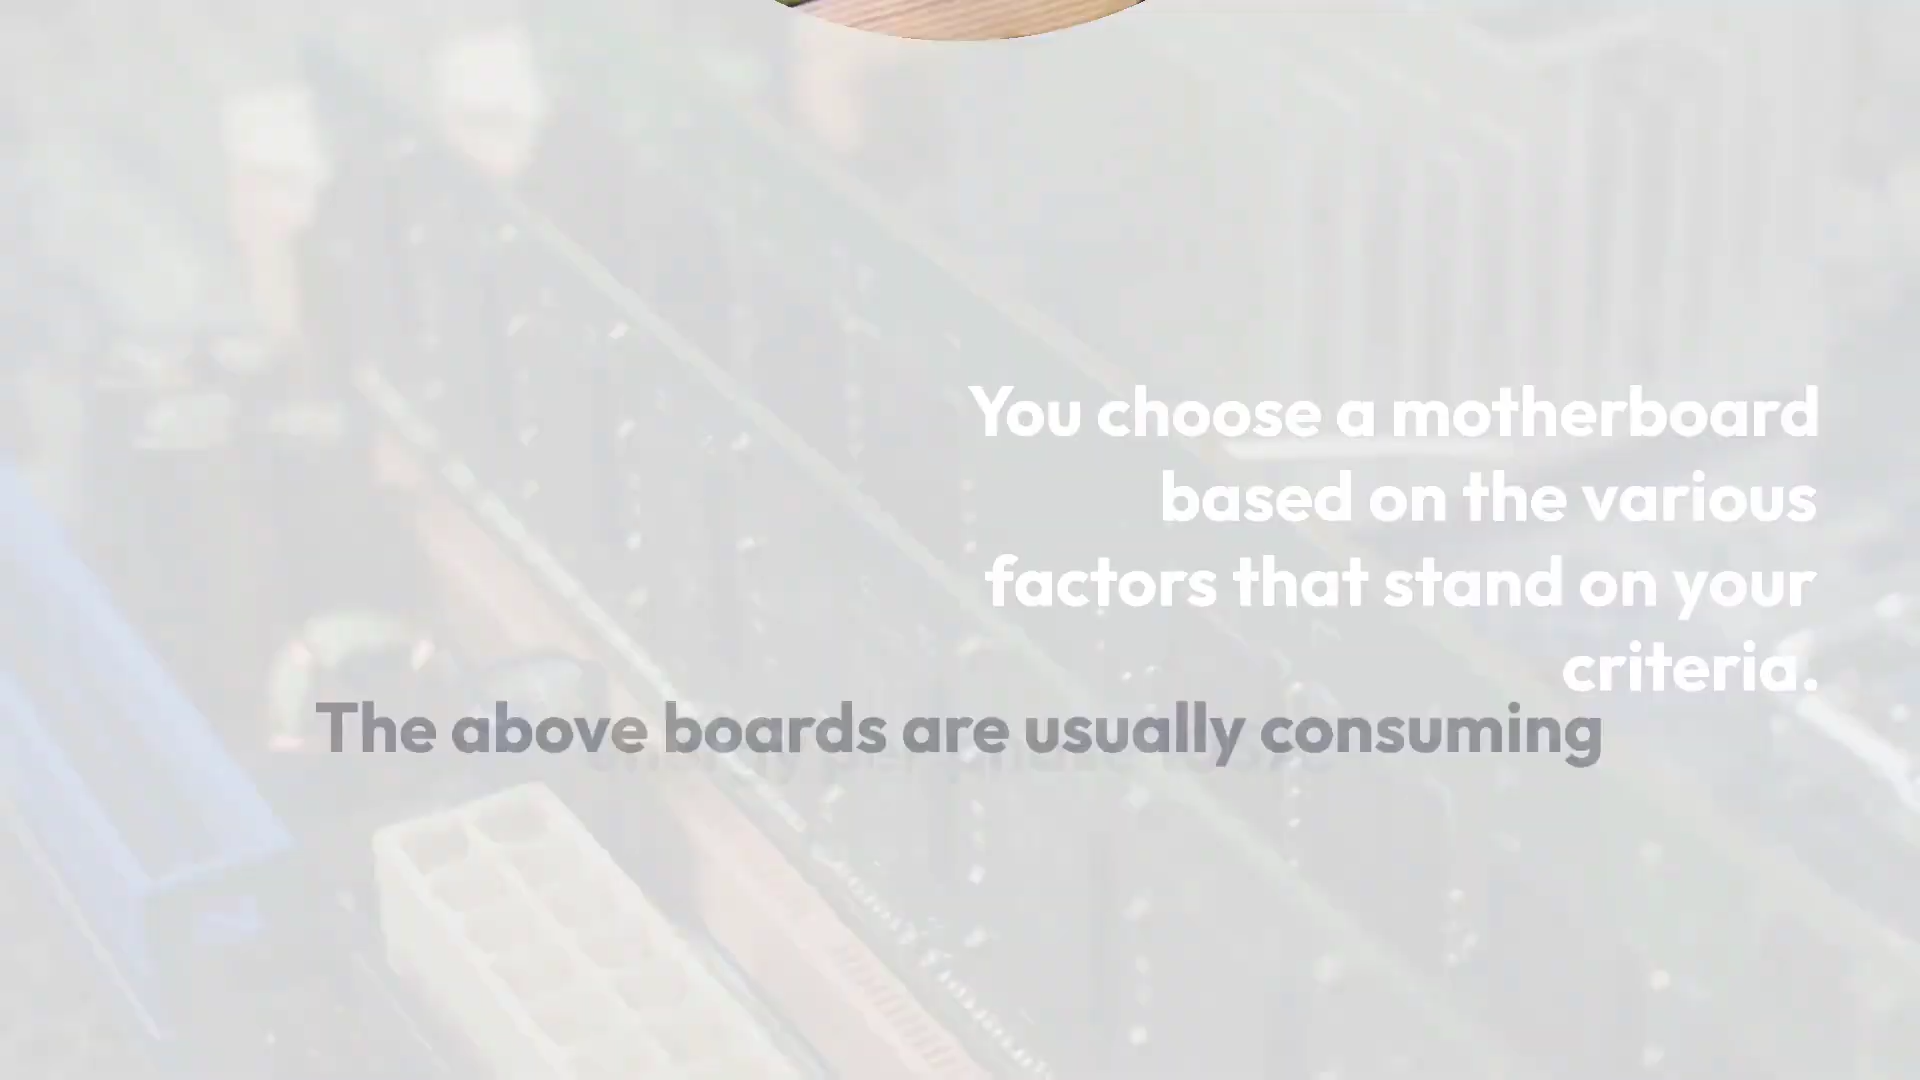 You choose a motherboard
based on the various
factors that stand on your
criteria.
The above boards are usually consuming